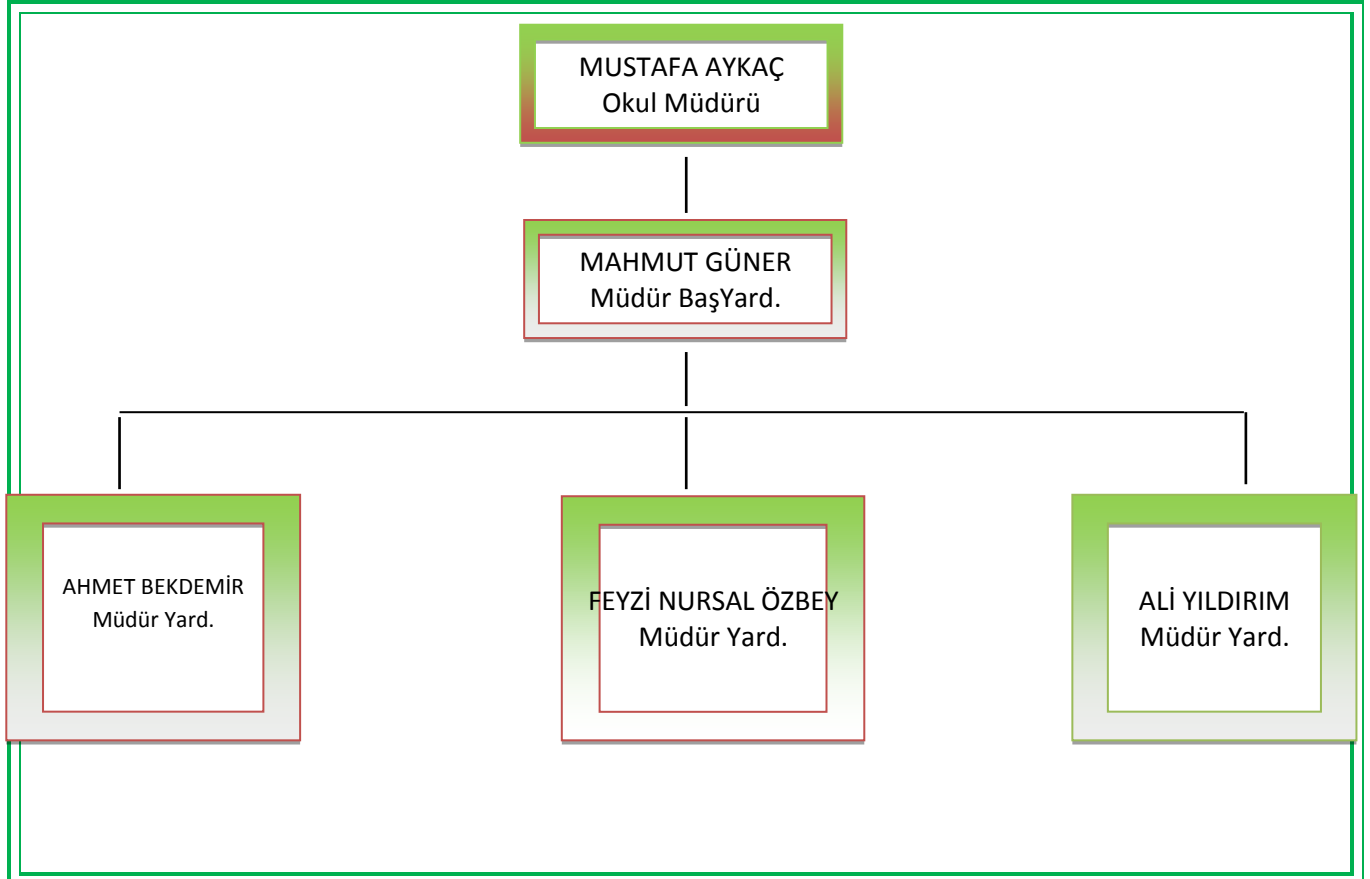 MUSTAFA AYKAÇ
Okul Müdürü
MAHMUT GÜNER
Müdür BaşYard.
AHMET BEKDEMİR
Müdür Yard.
FEYZİ NURSAL ÖZBEY
Müdür Yard.
ALİ YILDIRIM
Müdür Yard.